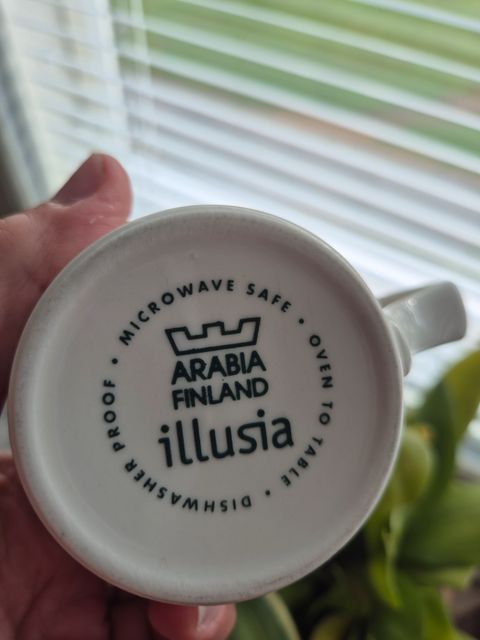 MICROWAVE SAFE • OVEN TO TABLE • DISHWASHER PROOF •
ARABIA
FINLAND
illusia